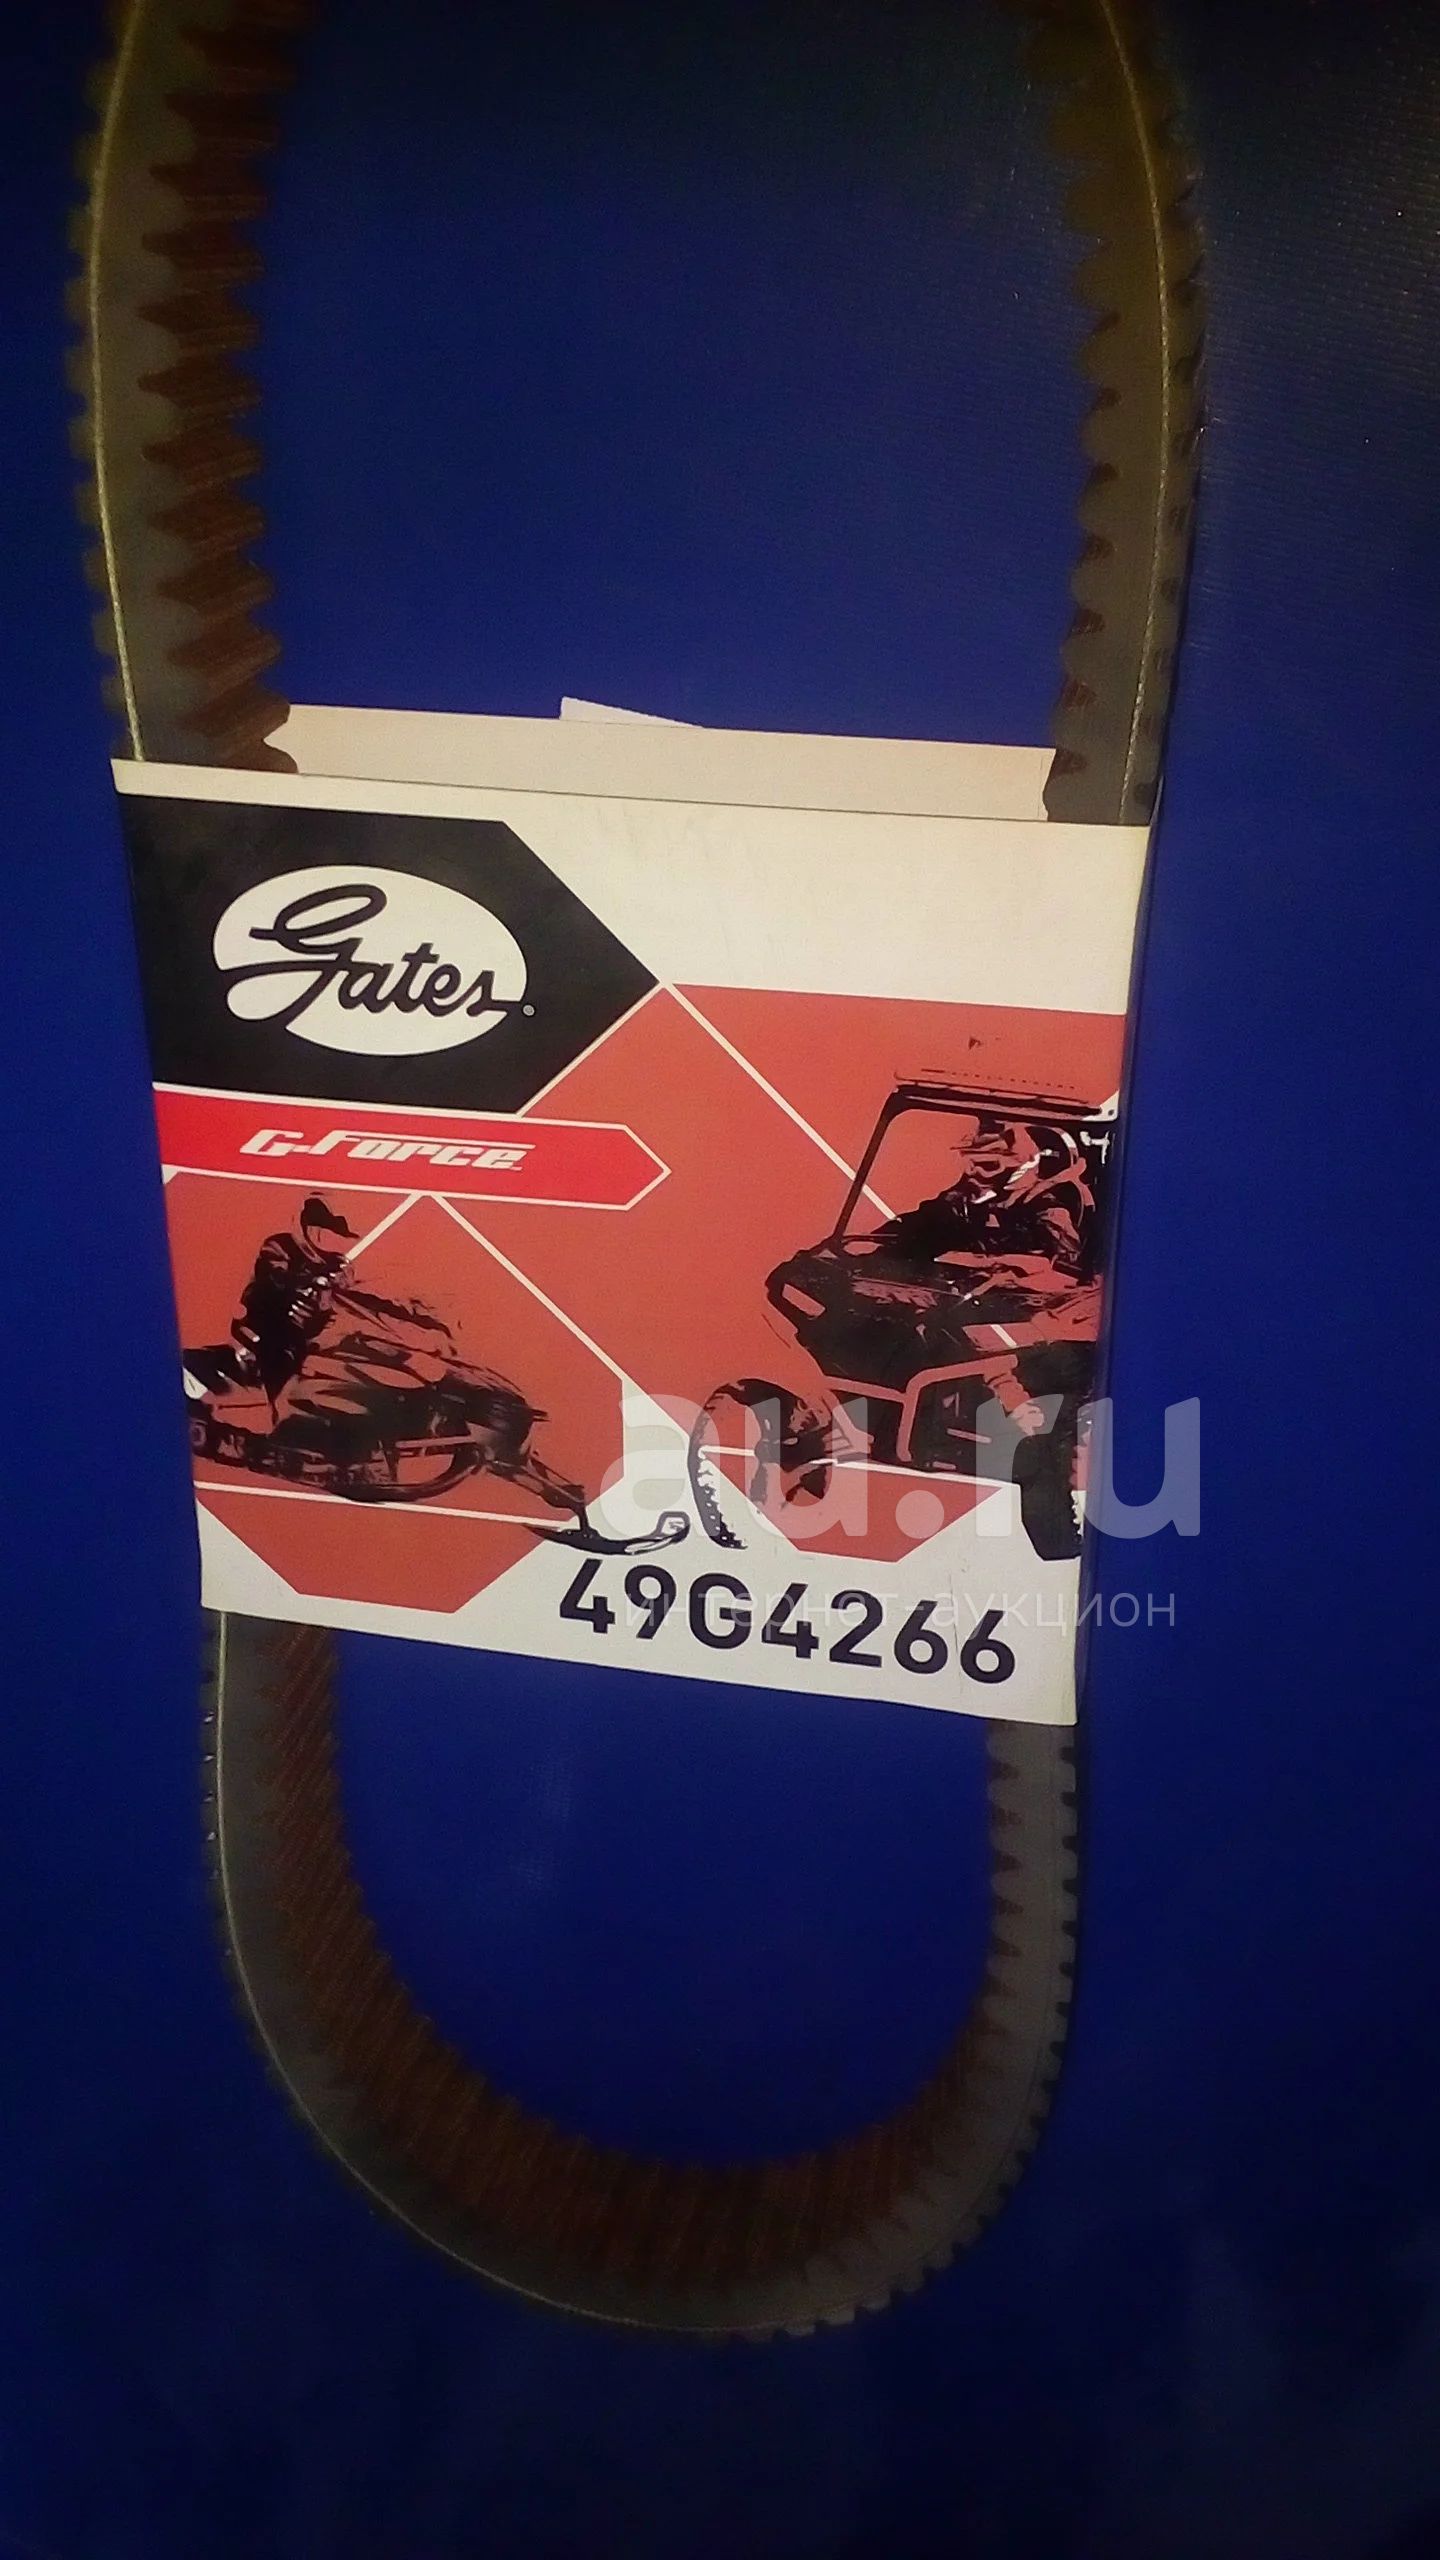 Gates
G-Force
au.ru
интернет-аукцион
49G4266